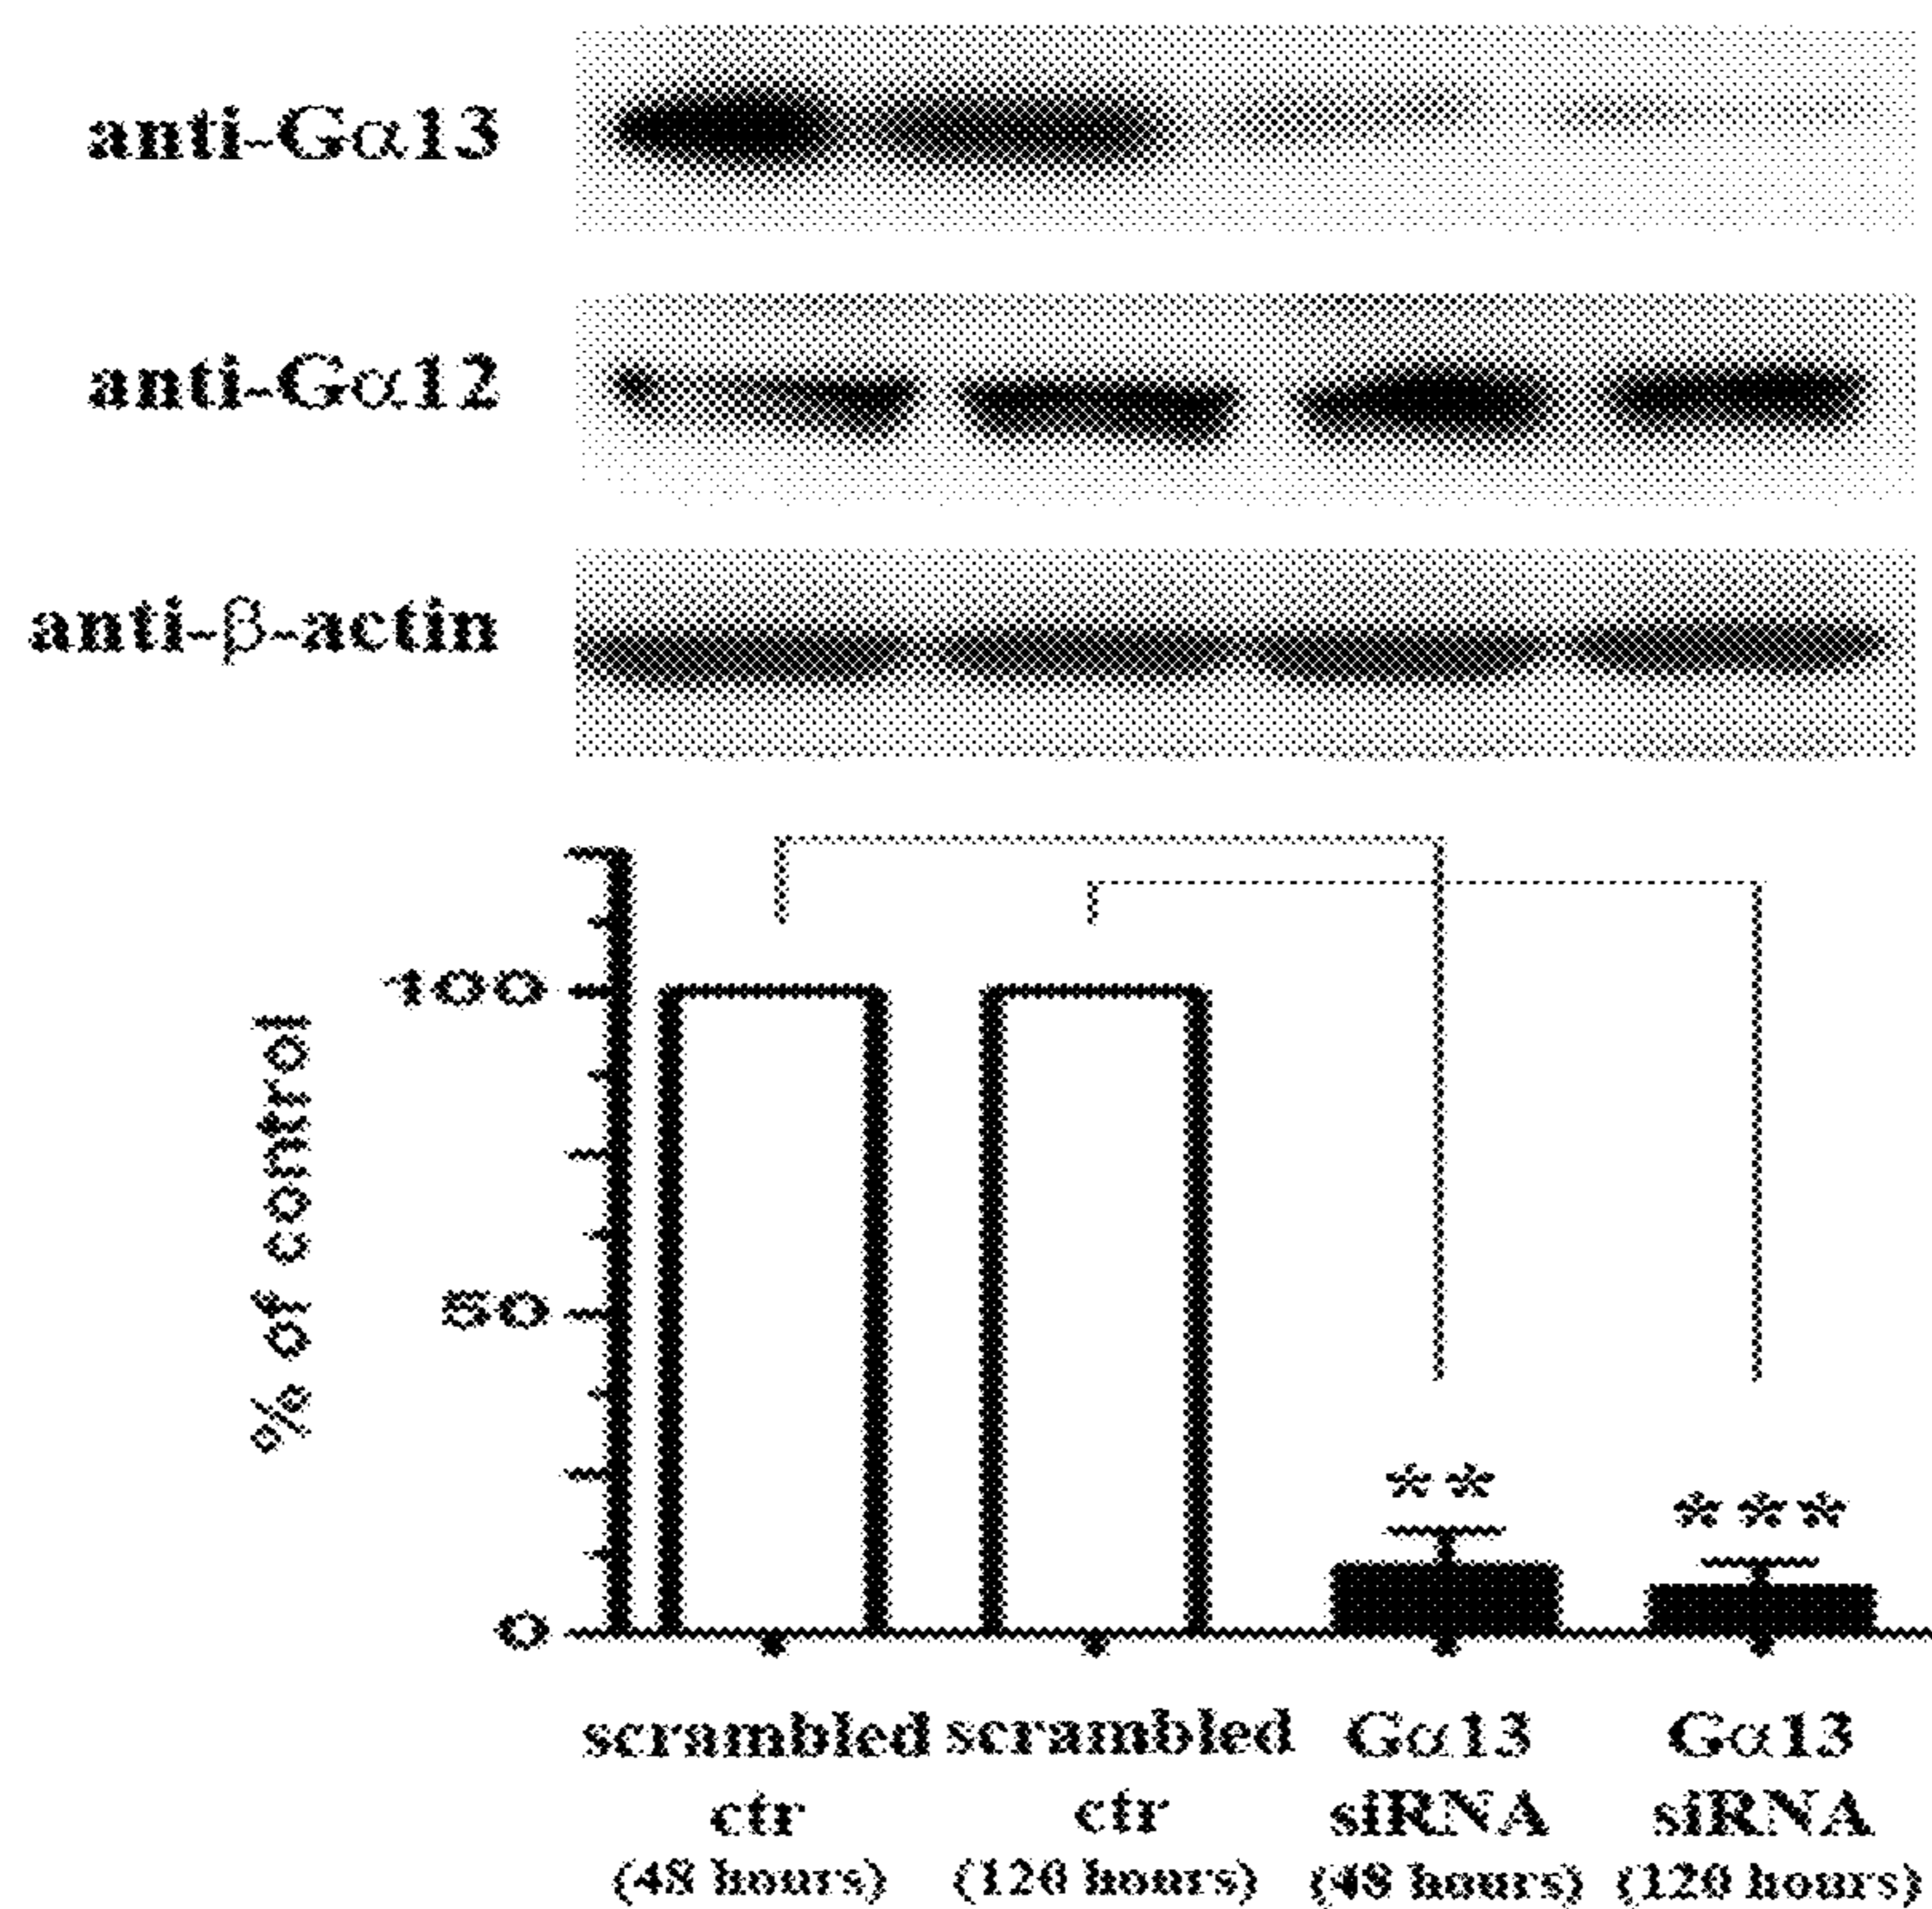 anti-Gα13
anti-Gα12
anti-β-actin
% of control
100
50
0
**
***
scrambled ctr (48 hours)
scrambled ctr (120 hours)
Gα13 siRNA (48 hours)
Gα13 siRNA (120 hours)